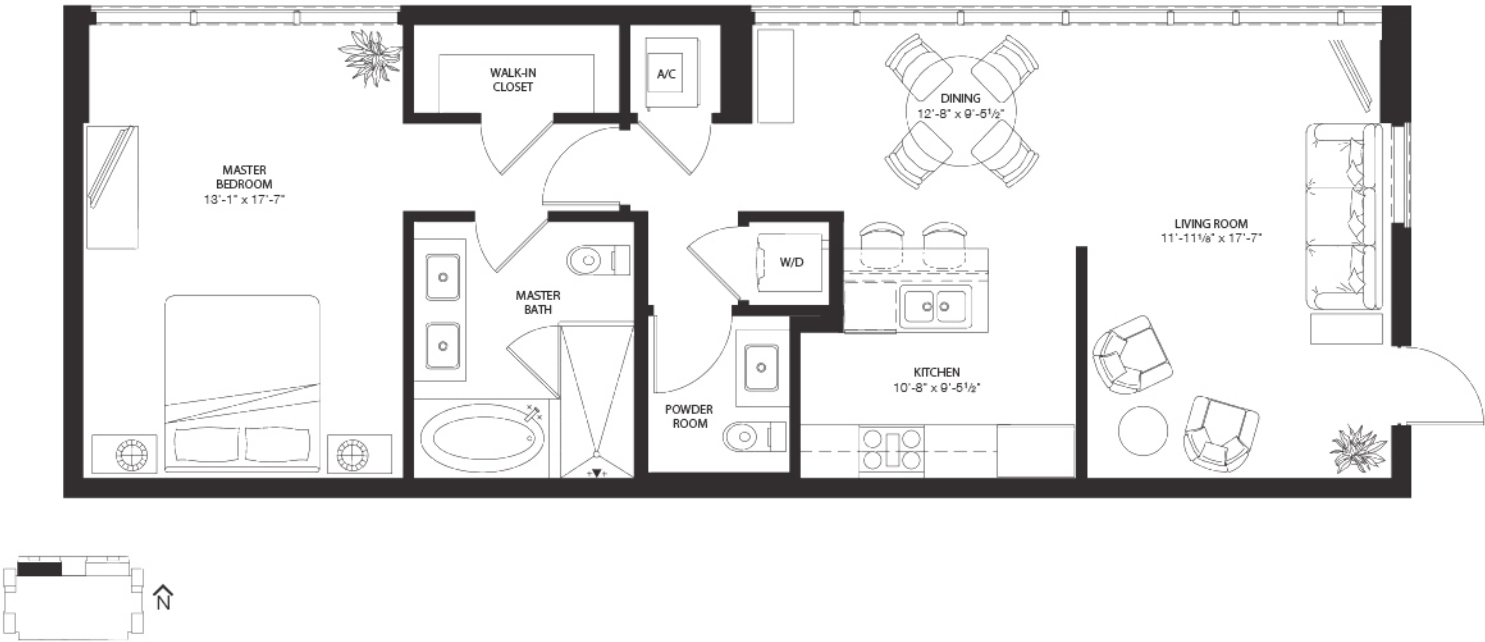 WALK-IN
CLOSET
A/C
DINING
12'-8" x 9'-5½"
MASTER
BEDROOM
13'-1" x 17'-7"
LIVING ROOM
11'-11⅛" x 17'-7"
W/D
MASTER
BATH
KITCHEN
10'-8" x 9'-5½"
POWDER
ROOM
N